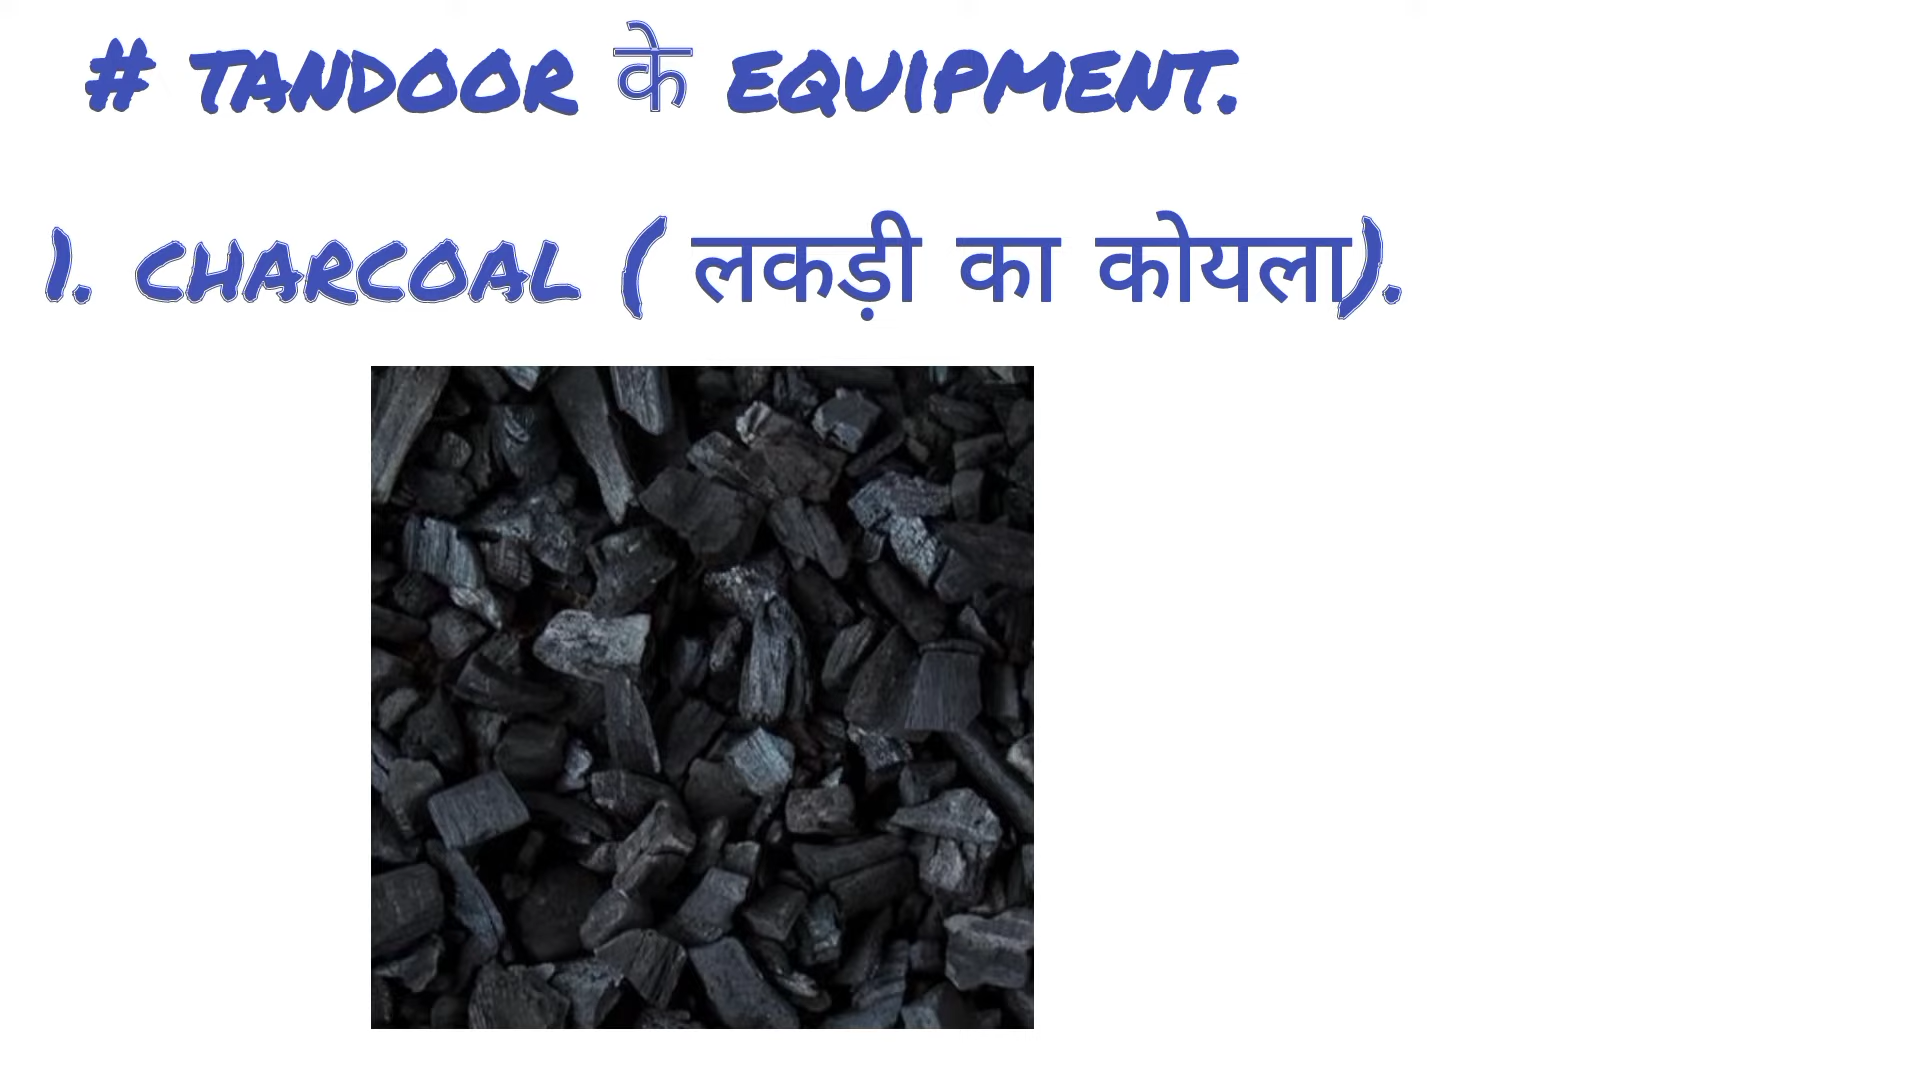 # TANDOOR के EQUIPMENT.
1. CHARCOAL ( लकड़ी का कोयला).